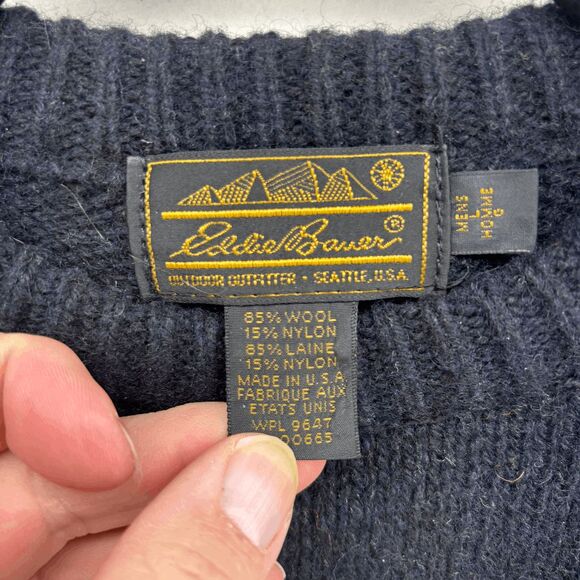 Eddie Bauer®
OUTDOOR OUTFITTER • SEATTLE, U.S.A.
MENS
L
HOMME
G
85% WOOL
15% NYLON
85% LAINE
15% NYLON
MADE IN U.S.A
FABRIQUE AUX
ETATS UNIS
WPL 9647
00665